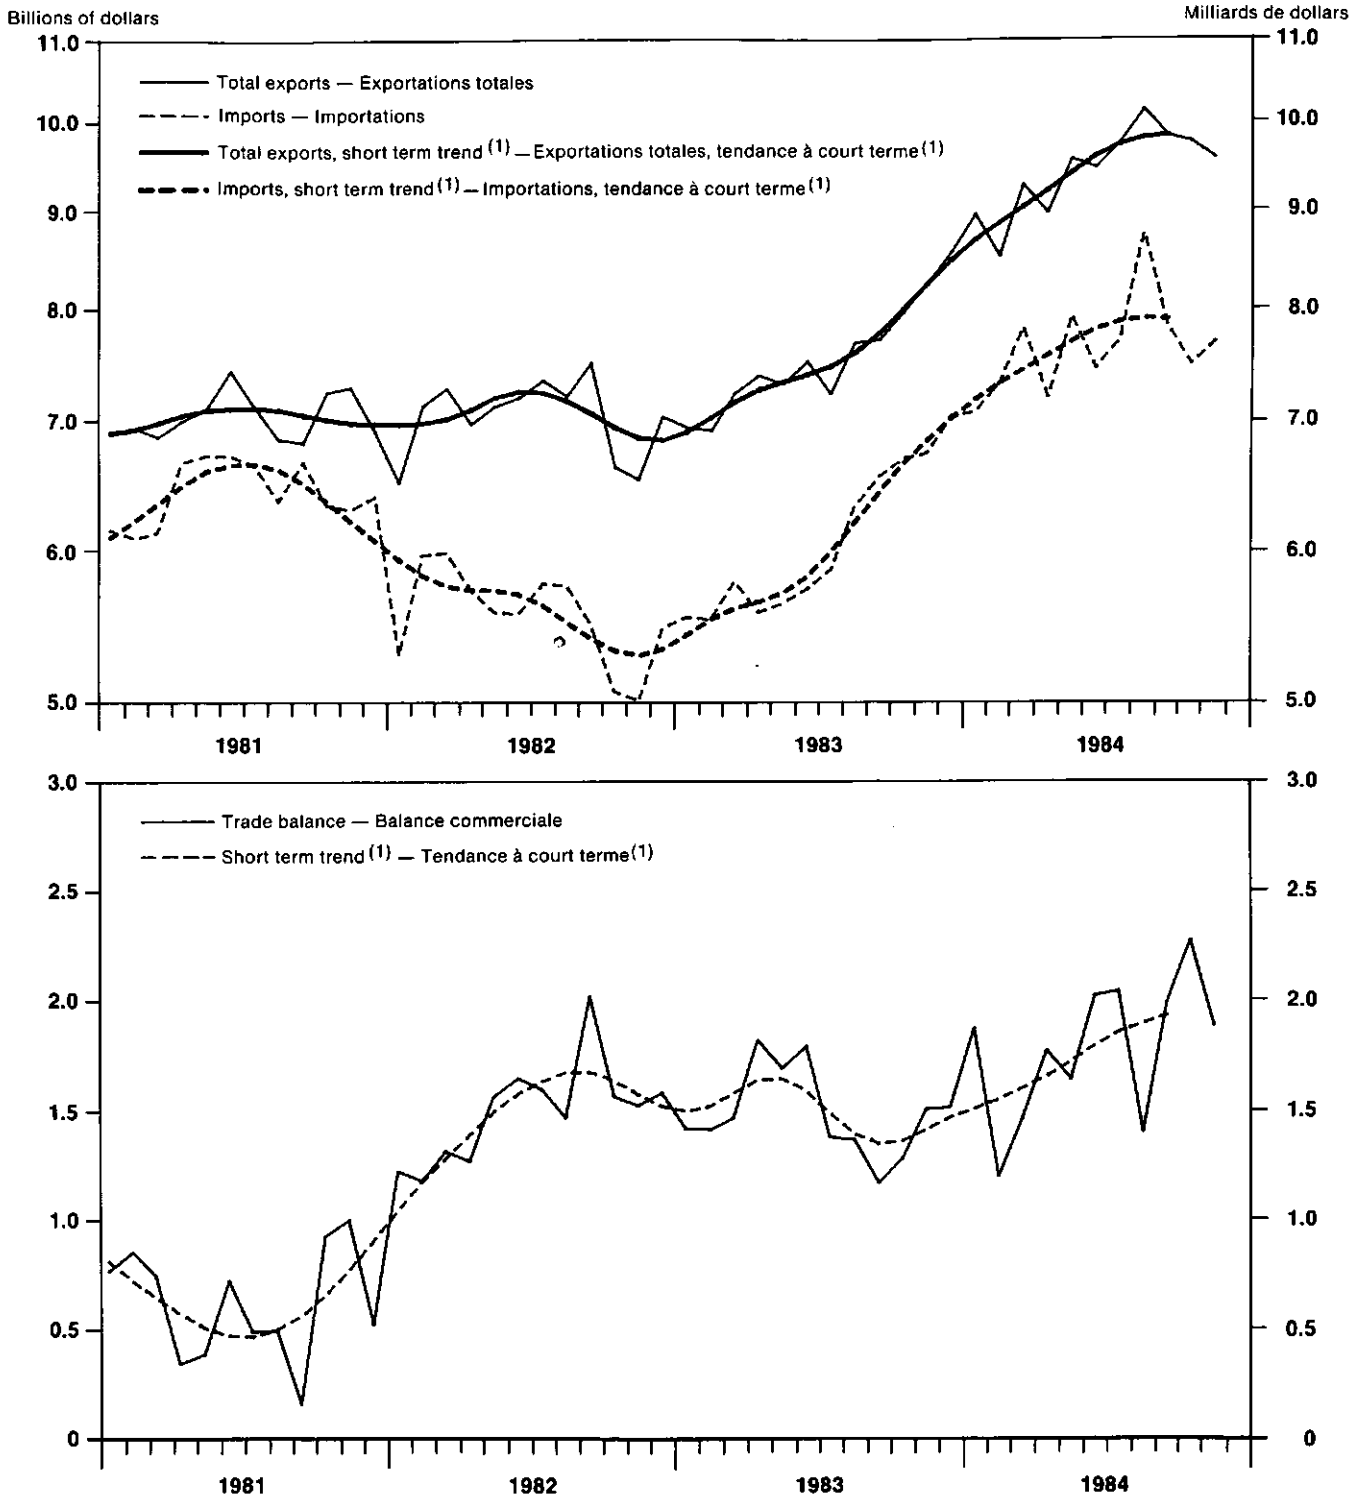 Billions of dollars
Milliards de dollars
11.0
11.0
Total exports — Exportations totales
Imports — Importations
10.0
10.0
Total exports, short term trend (1) — Exportations totales, tendance à court terme (1)
Imports, short term trend (1) — Importations, tendance à court terme (1)
9.0
9.0
8.0
8.0
7.0
7.0
6.0
6.0
5.0
5.0
1981 1982 1983 1984
3.0
3.0
Trade balance — Balance commerciale
Short term trend (1) — Tendance à court terme (1)
2.5
2.5
2.0
2.0
1.5
1.5
1.0
1.0
0.5
0.5
0
0
1981 1982 1983 1984